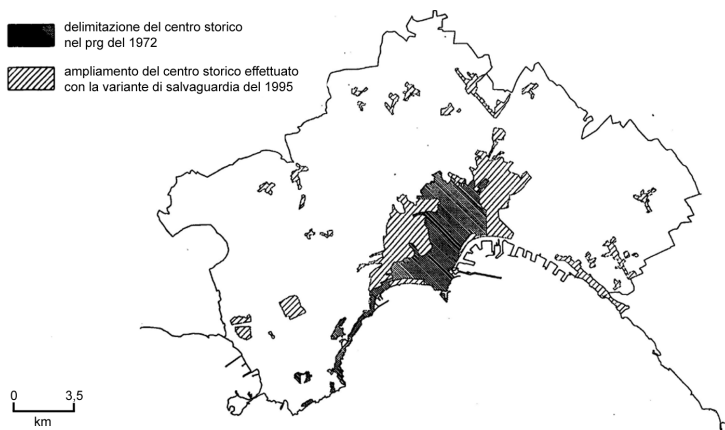 delimitazione del centro storico
nel prg del 1972
ampliamento del centro storico effettuato
con la variante di salvaguardia del 1995
0 3,5
km